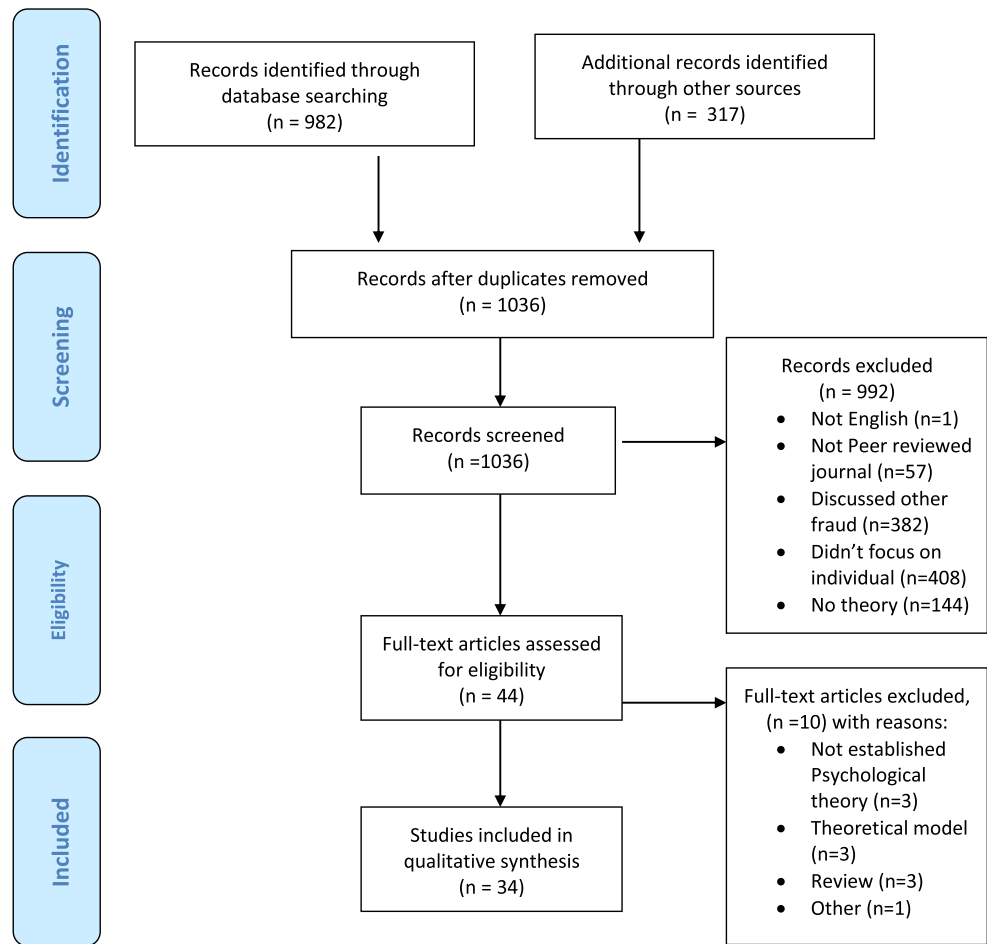 Identification
Records identified through
database searching
(n = 982)
Additional records identified
through other sources
(n = 317)
Screening
Records after duplicates removed
(n = 1036)
Records screened
(n =1036)
Records excluded
(n = 992)
• Not English (n=1)
• Not Peer reviewed
journal (n=57)
• Discussed other
fraud (n=382)
• Didn’t focus on
individual (n=408)
• No theory (n=144)
Eligibility
Full-text articles assessed
for eligibility
(n = 44)
Full-text articles excluded,
(n =10) with reasons:
• Not established
Psychological
theory (n=3)
• Theoretical model
(n=3)
• Review (n=3)
• Other (n=1)
Included
Studies included in
qualitative synthesis
(n = 34)